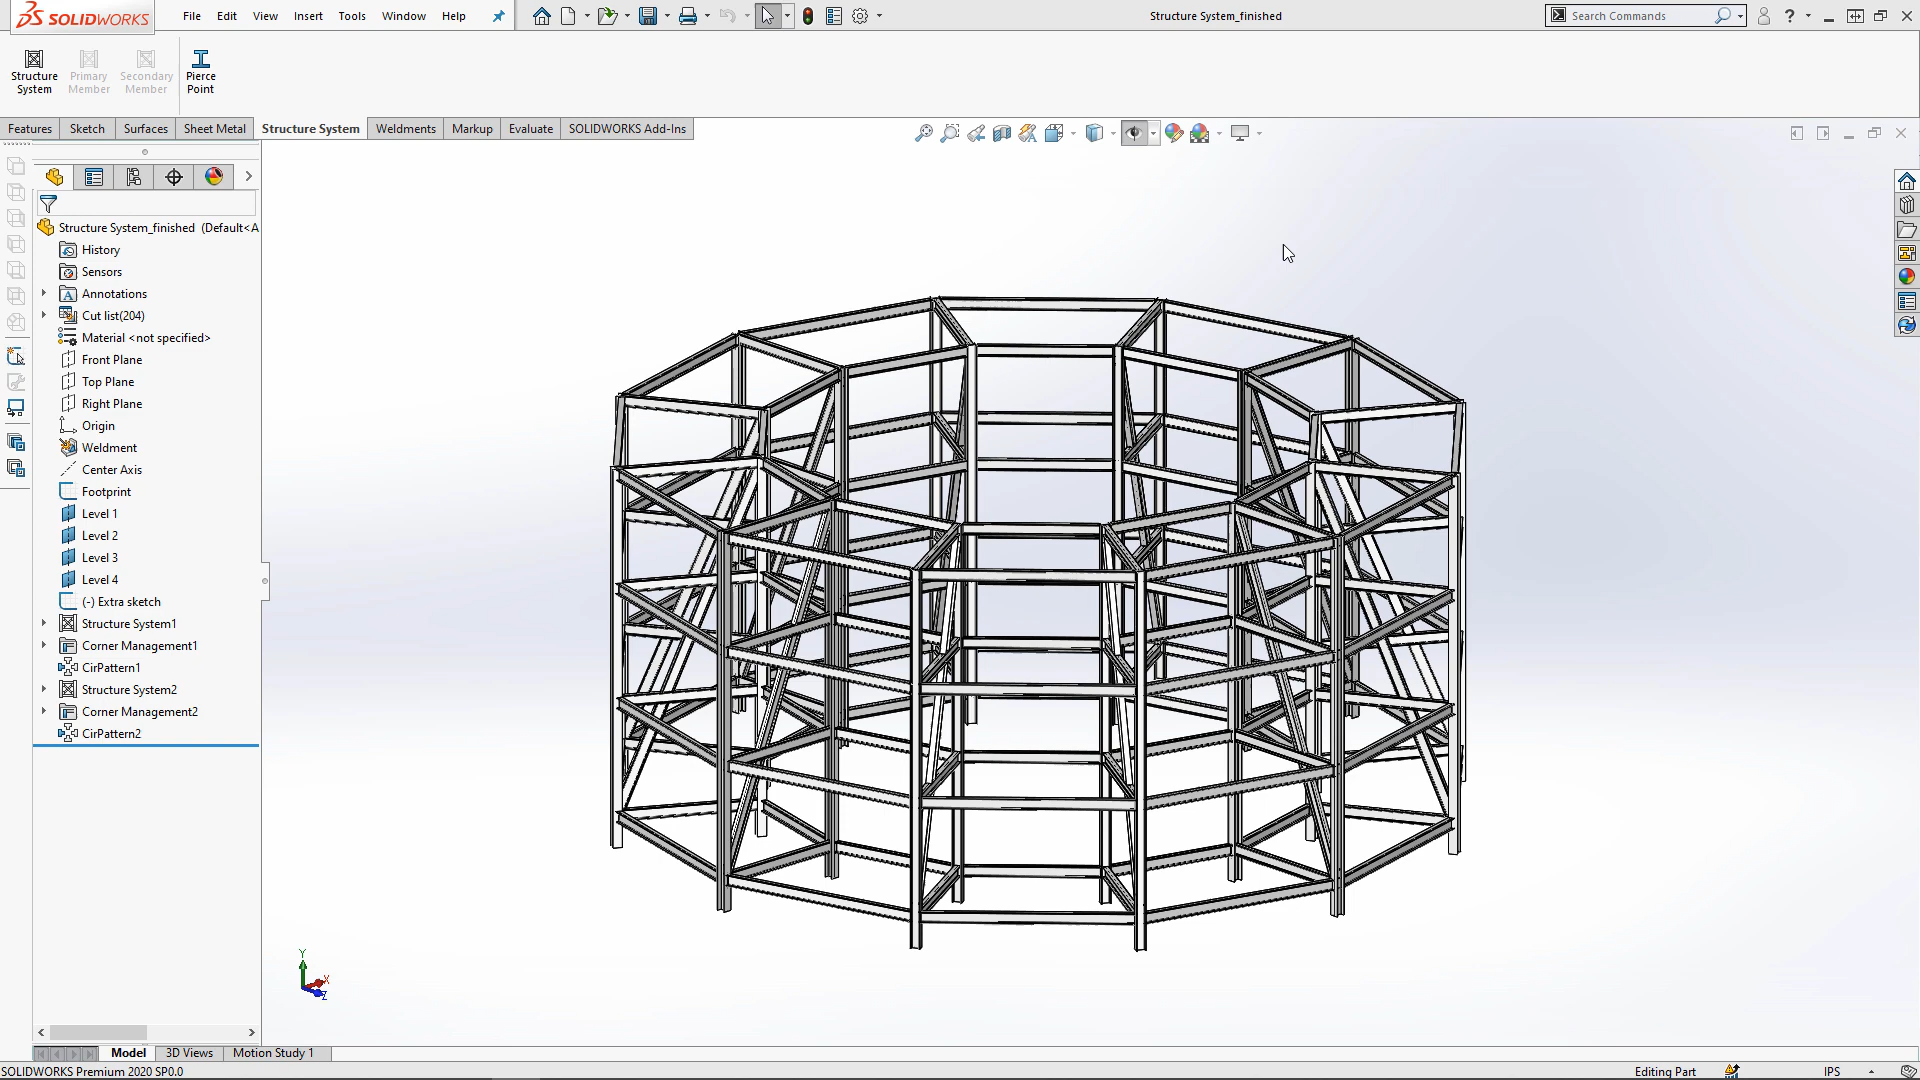 SOLIDWORKS
File Edit View Insert Tools Window Help
Structure System_finished
Search Commands
?
Structure System
Primary Member
Secondary Member
Pierce Point
Features Sketch Surfaces Sheet Metal Structure System Weldments Markup Evaluate SOLIDWORKS Add-Ins
Structure System_finished (Default<A
History
Sensors
Annotations
Cut list(204)
Material <not specified>
Front Plane
Top Plane
Right Plane
Origin
Weldment
Center Axis
Footprint
Level 1
Level 2
Level 3
Level 4
(-) Extra sketch
Structure System1
Corner Management1
CirPattern1
Structure System2
Corner Management2
CirPattern2
Y
X
Z
Model 3D Views Motion Study 1
SOLIDWORKS Premium 2020 SP0.0
Editing Part
IPS